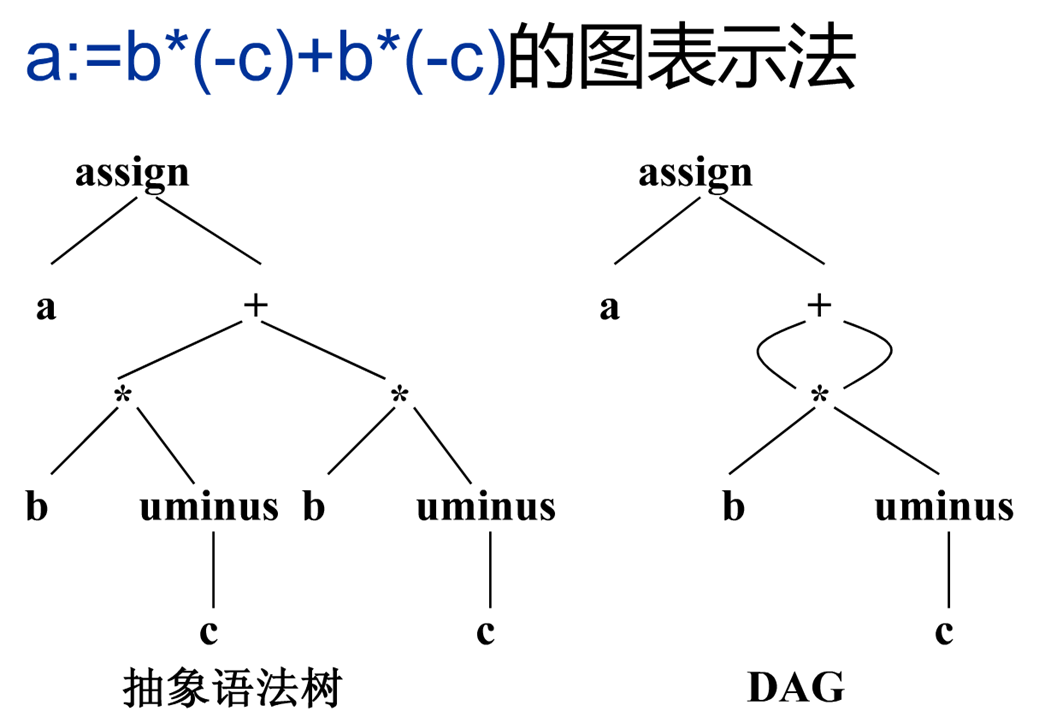 a:=b*(-c)+b*(-c)的图表示法
assign
a +
* *
b uminus b uminus
c c
抽象语法树
assign
a +
*
b uminus
c
DAG